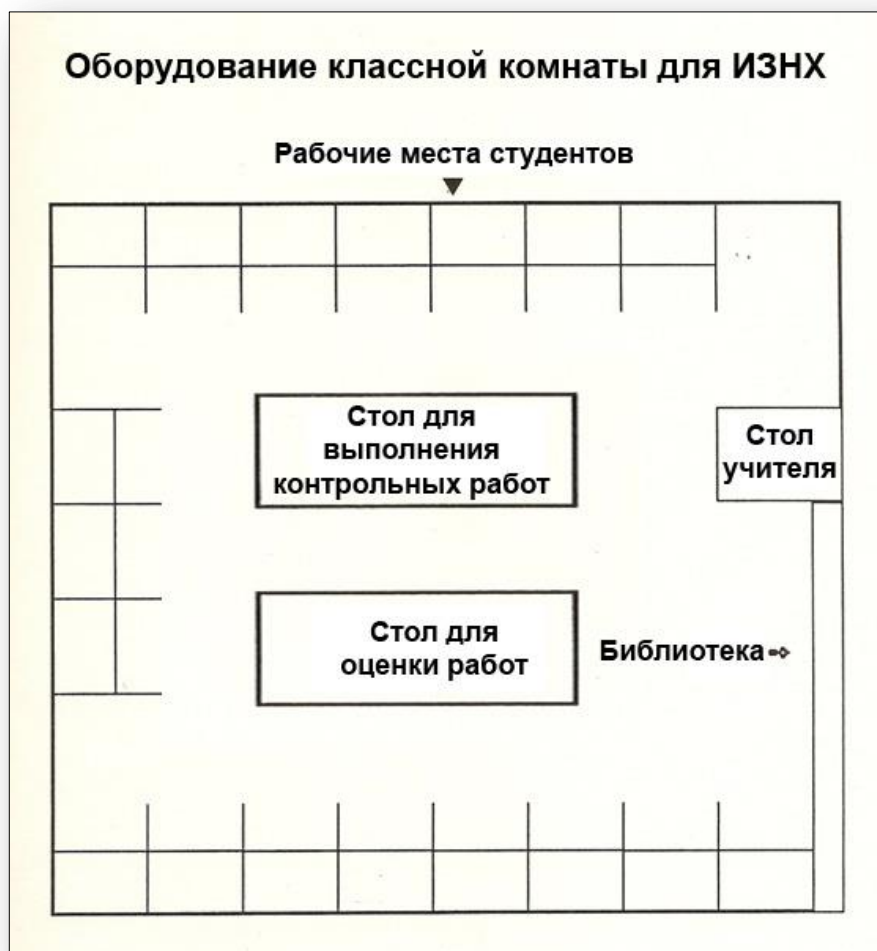 Оборудование классной комнаты для ИЗНХ
Рабочие места студентов
Стол для
выполнения
контрольных работ
Стол
учителя
Стол для
оценки работ
Библиотека